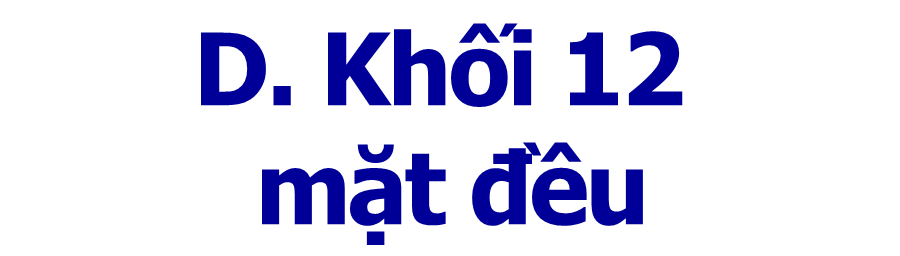 D. Khối 12
mặt đều